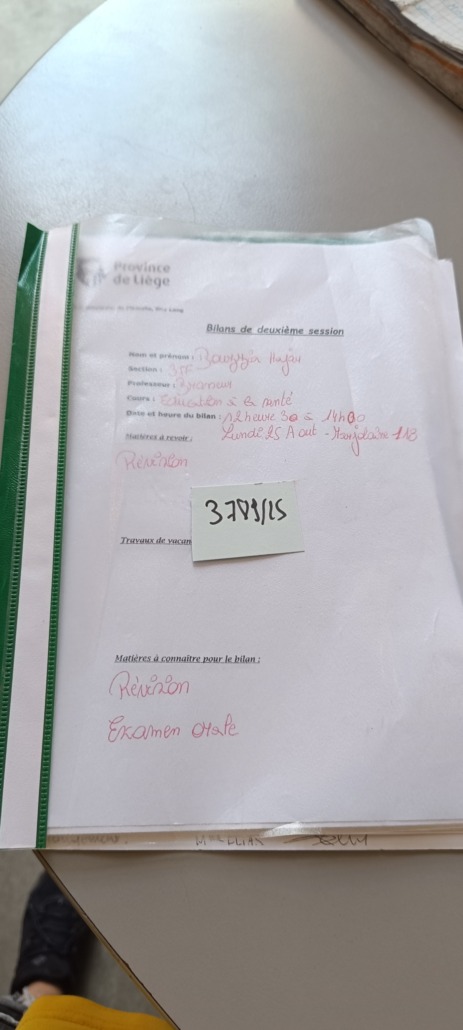 Province
de Liège
Bilans de deuxième session
Nom et prénom :
Section :
Professeur :
Cours : Education à la santé
Date et heure du bilan : 12 heure 30 à 14h00
Lundi 25 Aout -
Matières à revoir :
Révision
3789/25
Travaux de vacan
Matières à connaître pour le bilan :
Révision
Examen orale